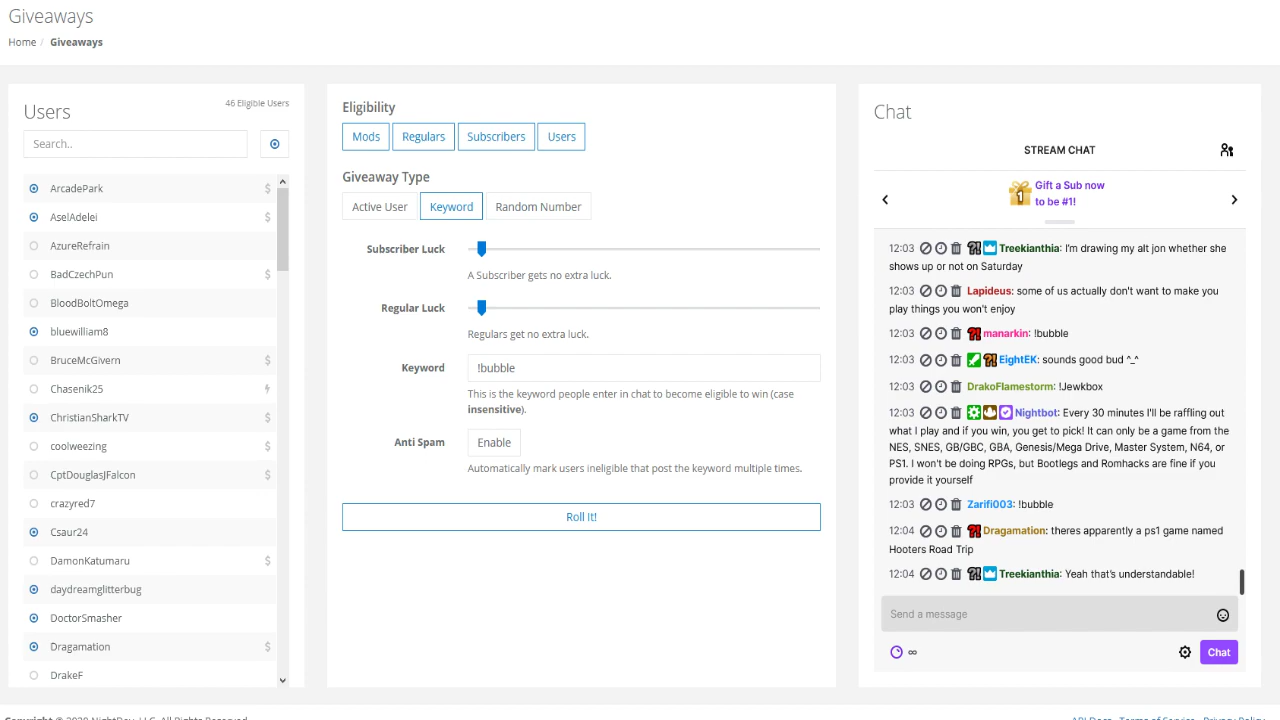 Giveaways
Home / Giveaways
Users
46 Eligible Users
Search..
ArcadePark $
AselAdelei $
AzureRefrain
BadCzechPun $
BloodBoltOmega
bluewilliam8
BruceMcGivern $
Chasenik25
ChristianSharkTV $
coolweezing $
CptDouglasJFalcon $
crazyred7
Csaur24
DamonKatumaru $
daydreamglitterbug
DoctorSmasher
Dragamation $
DrakeF
Eligibility
Mods Regulars Subscribers Users
Giveaway Type
Active User Keyword Random Number
Subscriber Luck
A Subscriber gets no extra luck.
Regular Luck
Regulars get no extra luck.
Keyword !bubble
This is the keyword people enter in chat to become eligible to win (case
insensitive).
Anti Spam Enable
Automatically mark users ineligible that post the keyword multiple times.
Roll It!
Chat
STREAM CHAT
1 Gift a Sub now
to be #1!
12:03 ?! Treekianthia: I'm drawing my alt jon whether she
shows up or not on Saturday
12:03 Lapideus: some of us actually don't want to make you
play things you won't enjoy
12:03 ?! manarkin: !bubble
12:03 ?! EightEK: sounds good bud ^_^
12:03 DrakoFlamestorm: !Jewkbox
12:03 Nightbot: Every 30 minutes I'll be raffling out
what I play and if you win, you get to pick! It can only be a game from the
NES, SNES, GB/GBC, GBA, Genesis/Mega Drive, Master System, N64, or
PS1. I won't be doing RPGs, but Bootlegs and Romhacks are fine if you
provide it yourself
12:03 Zarifi003: !bubble
12:04 ?! Dragamation: theres apparently a ps1 game named
Hooters Road Trip
12:04 ?! Treekianthia: Yeah that's understandable!
Send a message
∞ Chat